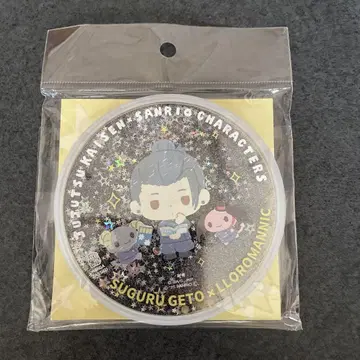 JUJUTSU KAISEN × SANRIO CHARACTERS
SUGURU GETO × LLOROMANNIC